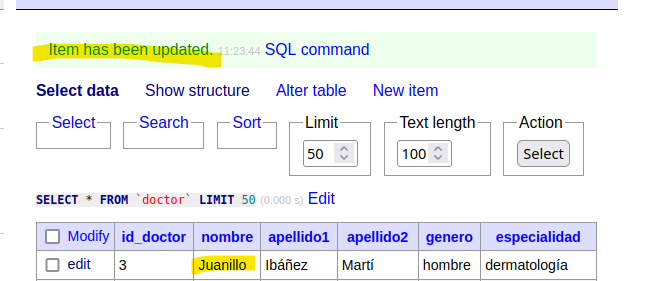 Item has been updated. 11:23:44 SQL command
Select data Show structure Alter table New item
Select Search Sort Limit Text length Action
50 100 Select
SELECT * FROM `doctor` LIMIT 50 (0.000 s) Edit
Modify id_doctor nombre apellido1 apellido2 genero especialidad
edit 3 Juanillo Ibáñez Martí hombre dermatología